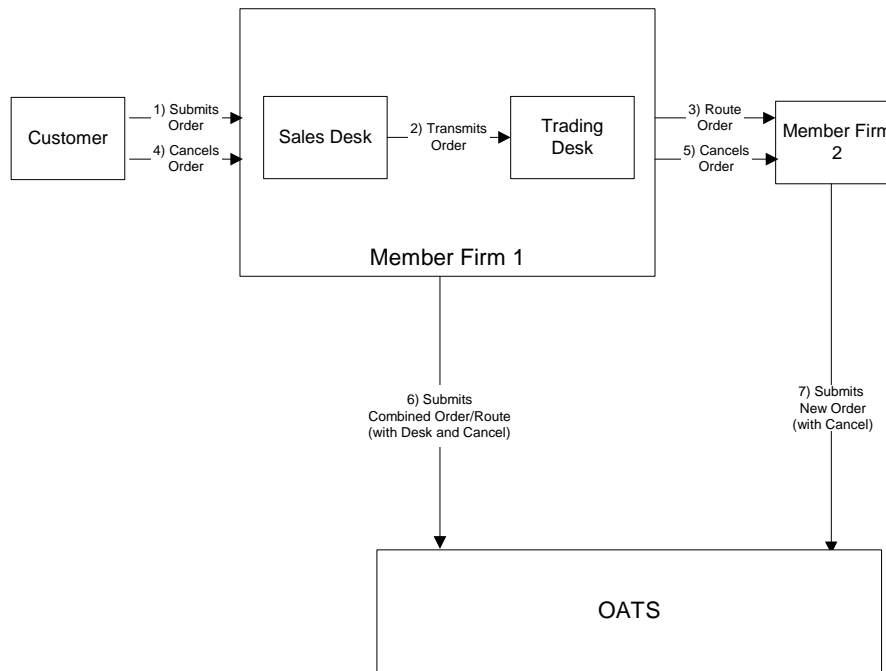 1) Submits
Order
4) Cancels
Order
Customer
Sales Desk
2) Transmits
Order
Trading
Desk
Member Firm 1
3) Route
Order
5) Cancels
Order
Member Firm
2
6) Submits
Combined Order/Route
(with Desk and Cancel)
7) Submits
New Order
(with Cancel)
OATS